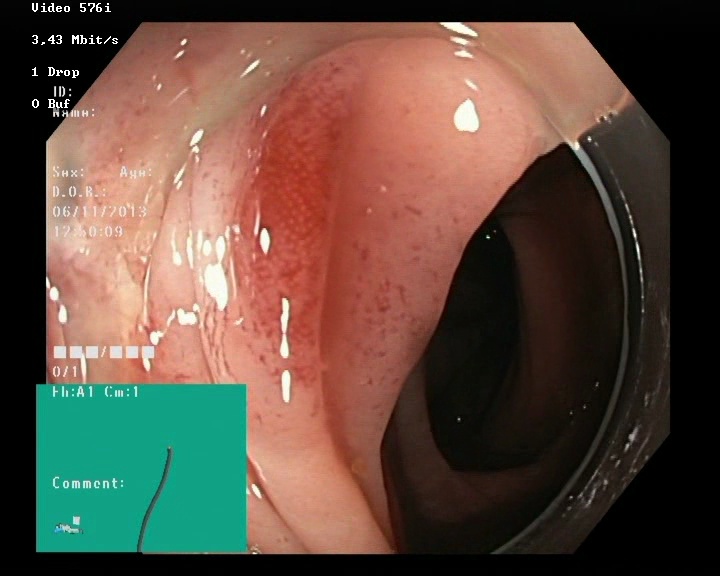 Video 576i
3,43 Mbit/s
1 Drop
ID:
0 Buf
Name:
Sex: Age:
D.O.B.:
06/11/2013
12:50:09
/
0/1
Eh:A1 Cm:1
Comment: